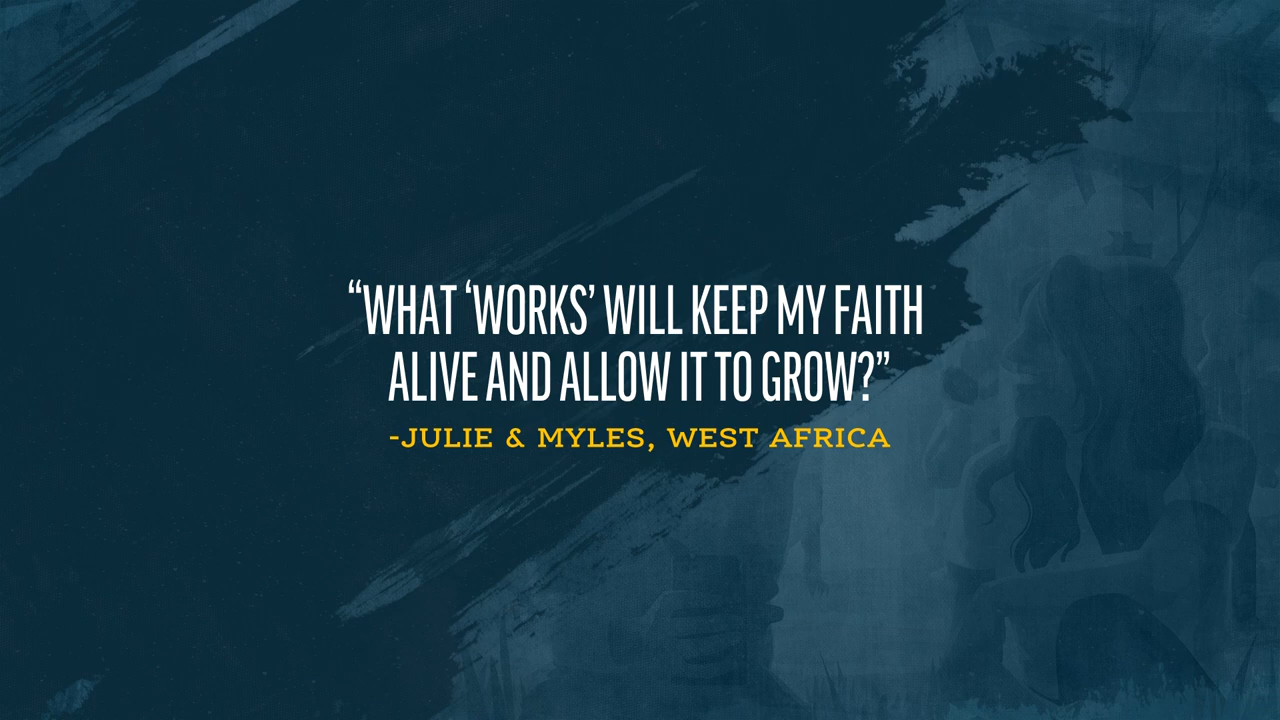 “WHAT ‘WORKS’ WILL KEEP MY FAITH
ALIVE AND ALLOW IT TO GROW?”
-JULIE & MYLES, WEST AFRICA